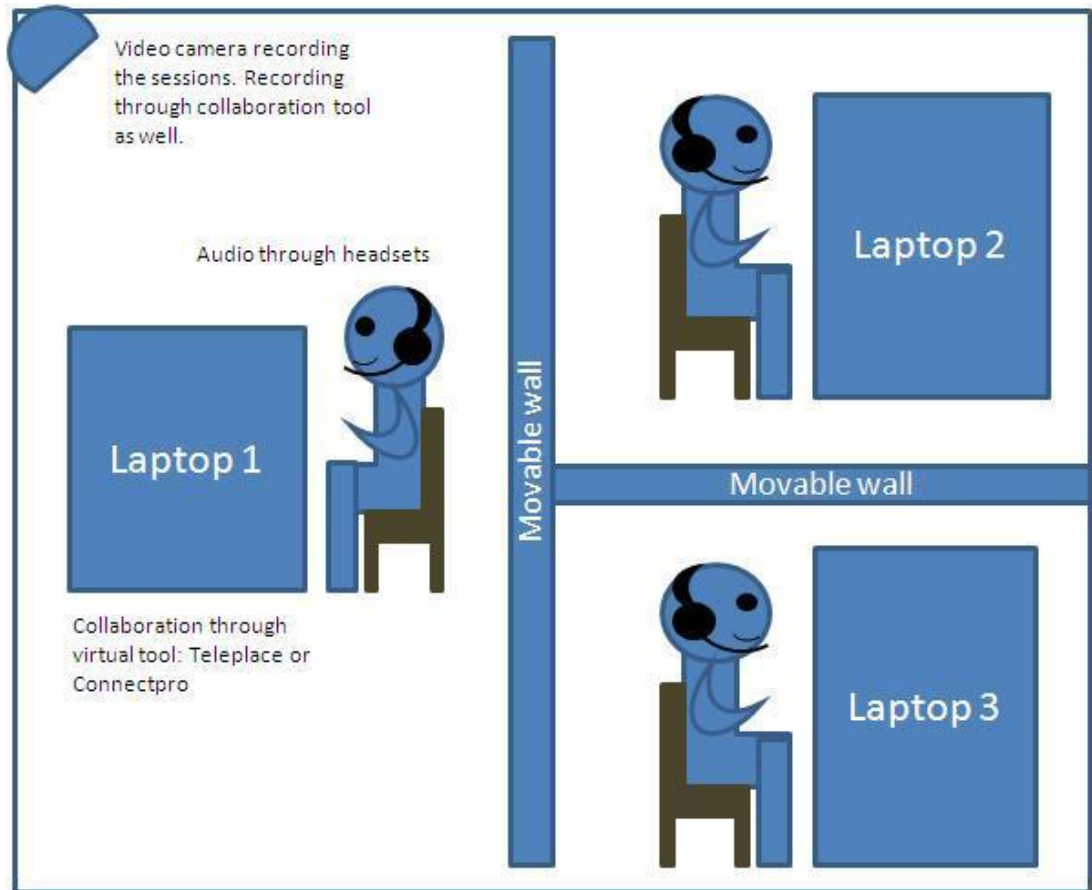 Video camera recording
the sessions. Recording
through collaboration tool
as well.
Audio through headsets
Laptop 1
Collaboration through
virtual tool: Teleplace or
Connectpro
Movable wall
Laptop 2
Movable wall
Laptop 3